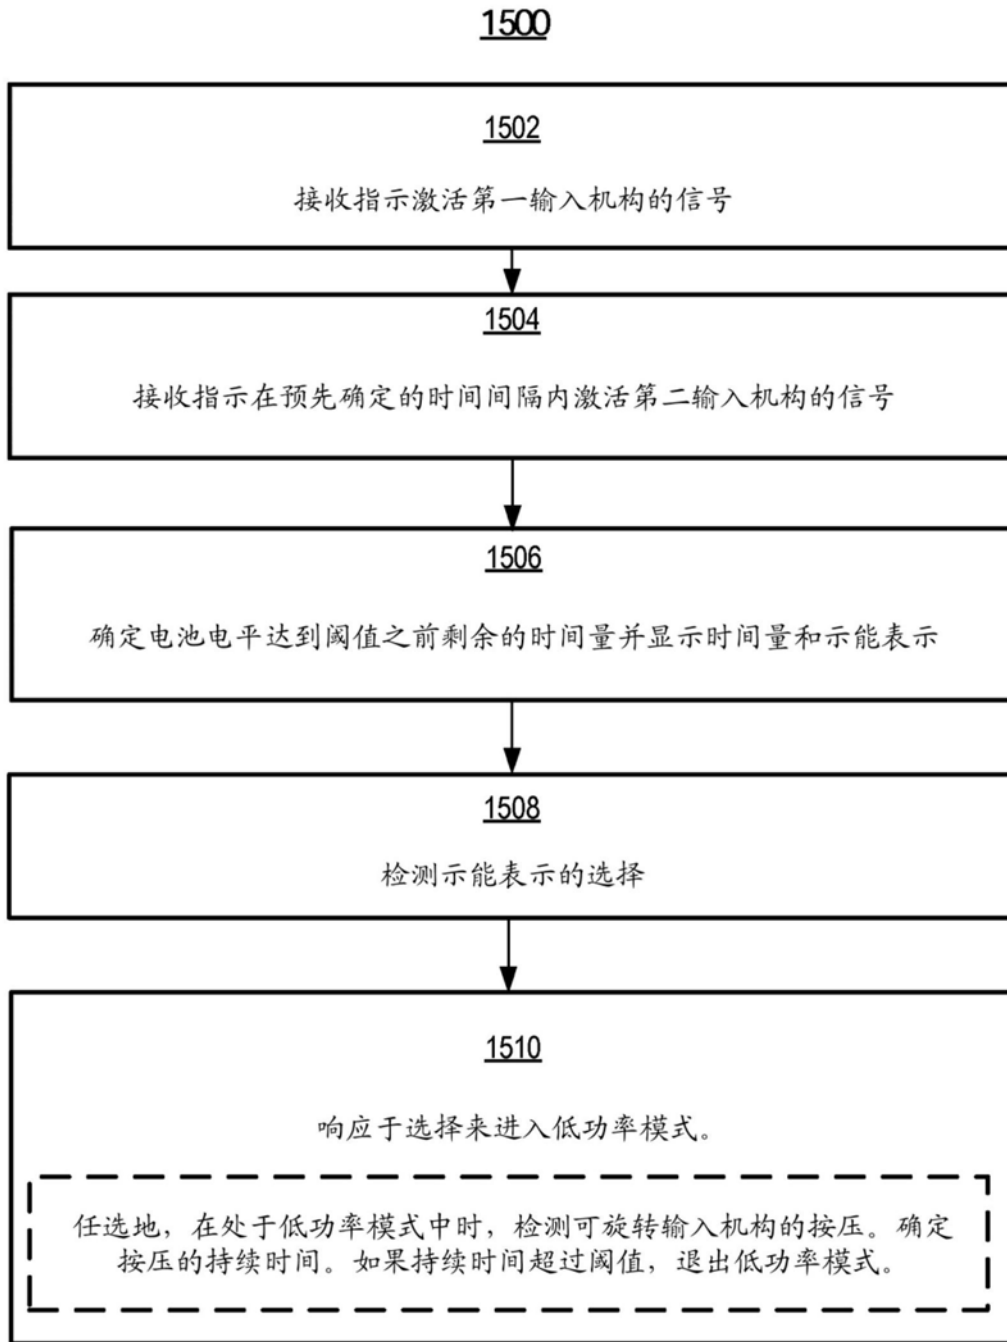 1500
1502
接收指示激活第一输入机构的信号
1504
接收指示在预先确定的时间间隔内激活第二输入机构的信号
1506
确定电池电平达到阈值之前剩余的时间量并显示时间量和示能表示
1508
检测示能表示的选择
1510
响应于选择来进入低功率模式。
任选地，在处于低功率模式中时，检测可旋转输入机构的按压。确定
按压的持续时间。如果持续时间超过阈值，退出低功率模式。